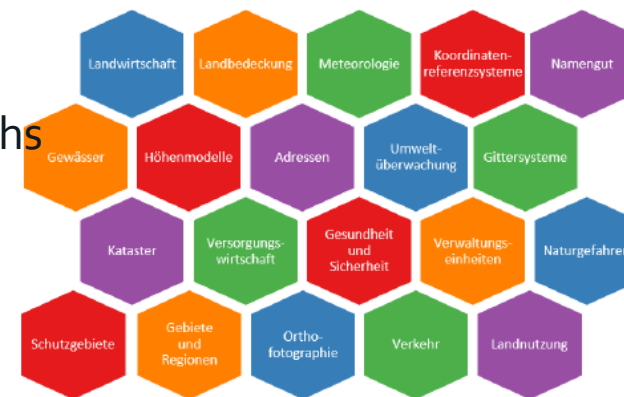 Landwirtschaft
Landbedeckung
Meteorologie
Koordinaten-
referenzsysteme
Namengut
hs
Gewässer
Höhenmodelle
Adressen
Umwelt-
überwachung
Gittersysteme
Kataster
Versorgungs-
wirtschaft
Gesundheit
und
Sicherheit
Verwaltungs-
einheiten
Naturgefahren
Schutzgebiete
Gebiete
und
Regionen
Ortho-
fotographie
Verkehr
Landnutzung